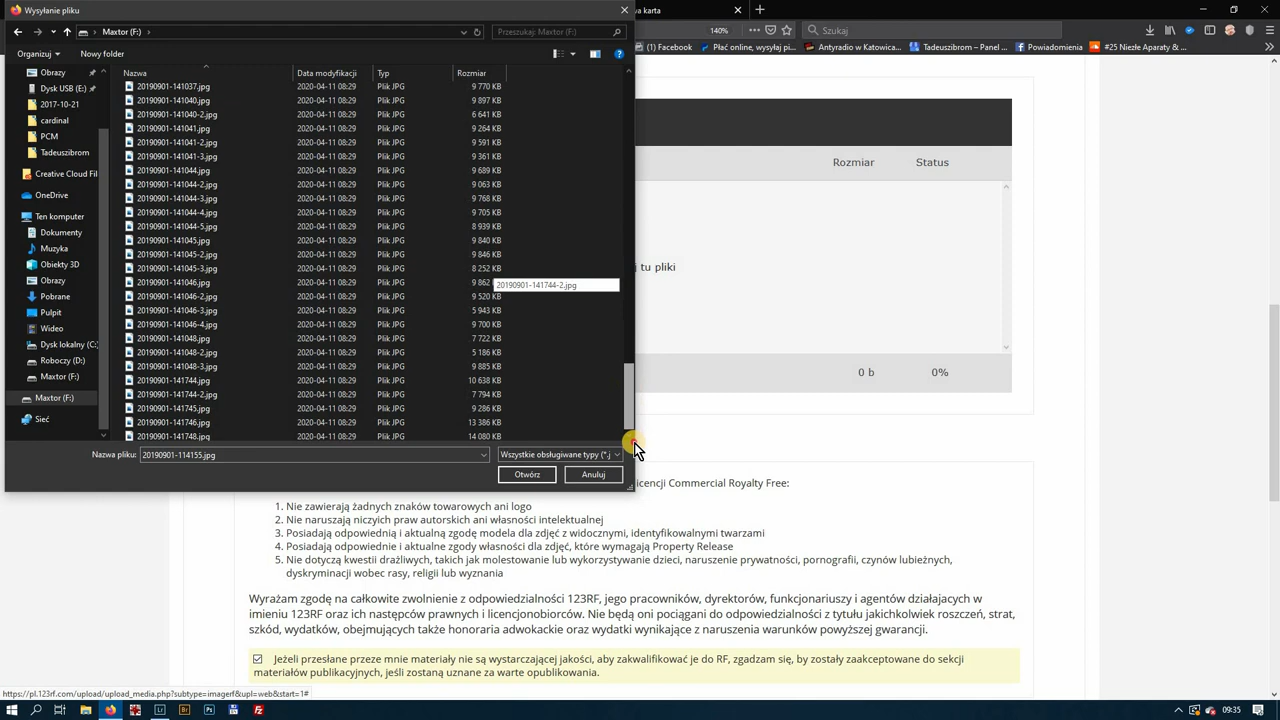 Wysyłanie pliku
wa karta
Maxtor (F:)
Przeszukaj: Maxtor (F:)
140%
Szukaj
Organizuj
New folder
Facebook
Płać online, wysyłaj pi...
Antyradio w Katowica...
Tadeuszibrom – Panel ...
Powiadomienia
#25 Niezłe Aparaty & ...
Nazwa Data modyfikacji Typ Rozmiar
Obrazy
Dysk USB (E:)
2017-10-21
cardinal
PCM
Tadeuszibrom
Creative Cloud Fil
OneDrive
Ten komputer
Dokumenty
Muzyka
Obiekty 3D
Obrazy
Pobrane
Pulpit
Wideo
Dysk lokalny (C:
Roboczy (D:)
Maxtor (F:)
Maxtor (F:)
Sieć
20190901-141037.jpg 2020-04-11 08:29 Plik JPG 9 770 KB
20190901-141040.jpg 2020-04-11 08:29 Plik JPG 9 897 KB
20190901-141040-2.jpg 2020-04-11 08:29 Plik JPG 6 641 KB
20190901-141041.jpg 2020-04-11 08:29 Plik JPG 9 264 KB
20190901-141041-2.jpg 2020-04-11 08:29 Plik JPG 9 591 KB
20190901-141041-3.jpg 2020-04-11 08:29 Plik JPG 9 361 KB
20190901-141044.jpg 2020-04-11 08:29 Plik JPG 9 689 KB
20190901-141044-2.jpg 2020-04-11 08:29 Plik JPG 9 063 KB
20190901-141044-3.jpg 2020-04-11 08:29 Plik JPG 9 768 KB
20190901-141044-4.jpg 2020-04-11 08:29 Plik JPG 9 705 KB
20190901-141044-5.jpg 2020-04-11 08:29 Plik JPG 8 939 KB
20190901-141045.jpg 2020-04-11 08:29 Plik JPG 9 840 KB
20190901-141045-2.jpg 2020-04-11 08:29 Plik JPG 9 846 KB
20190901-141045-3.jpg 2020-04-11 08:29 Plik JPG 8 252 KB
20190901-141046.jpg 2020-04-11 08:29 Plik JPG 9 862
20190901-141744-2.jpg
20190901-141046-2.jpg 2020-04-11 08:29 Plik JPG 9 520 KB
20190901-141046-3.jpg 2020-04-11 08:29 Plik JPG 5 943 KB
20190901-141046-4.jpg 2020-04-11 08:29 Plik JPG 9 700 KB
20190901-141048.jpg 2020-04-11 08:29 Plik JPG 7 722 KB
20190901-141048-2.jpg 2020-04-11 08:29 Plik JPG 5 186 KB
20190901-141048-3.jpg 2020-04-11 08:29 Plik JPG 9 885 KB
20190901-141744.jpg 2020-04-11 08:29 Plik JPG 10 638 KB
20190901-141744-2.jpg 2020-04-11 08:29 Plik JPG 7 794 KB
20190901-141745.jpg 2020-04-11 08:29 Plik JPG 9 286 KB
20190901-141746.jpg 2020-04-11 08:29 Plik JPG 13 386 KB
20190901-141748.jpg 2020-04-11 08:29 Plik JPG 14 080 KB
Nazwa pliku: 20190901-114155.jpg
Wszystkie obsługiwane typy (*.j
Otwórz
Anuluj
Rozmiar Status
j tu pliki
0 b 0%
licencji Commercial Royalty Free:
1. Nie zawierają żadnych znaków towarowych ani logo
2. Nie naruszają niczyich praw autorskich ani własności intelektualnej
3. Posiadają odpowiednią i aktualną zgodę modela dla zdjęć z widocznymi, identyfikowalnymi twarzami
4. Posiadają odpowiednie i aktualne zgody własności dla zdjęć, które wymagają Property Release
5. Nie dotyczą kwestii drażliwych, takich jak molestowanie lub wykorzystywanie dzieci, naruszenie prywatności, pornografii, czynów lubieżnych,
dyskryminacji wobec rasy, religii lub wyznania
Wyrażam zgodę na całkowite zwolnienie z odpowiedzialności 123RF, jego pracowników, dyrektorów, funkcjonariuszy i agentów działających w
imieniu 123RF oraz ich następców prawnych i licencjonobiorców. Nie będą oni pociągani do odpowiedzialności z tytułu jakichkolwiek roszczeń, strat,
szkód, wydatków, obejmujących także honoraria adwokackie oraz wydatki wynikające z naruszenia warunków powyższej gwarancji.
Jeżeli przesłane przeze mnie materiały nie są wystarczającej jakości, aby zakwalifikować je do RF, zgadzam się, by zostały zaakceptowane do sekcji
materiałów publikacyjnych, jeśli zostaną uznane za warte opublikowania.
https://pl.123rf.com/upload/upload_media.php?subtype=imagerf&upl=web&start=1#
09:35